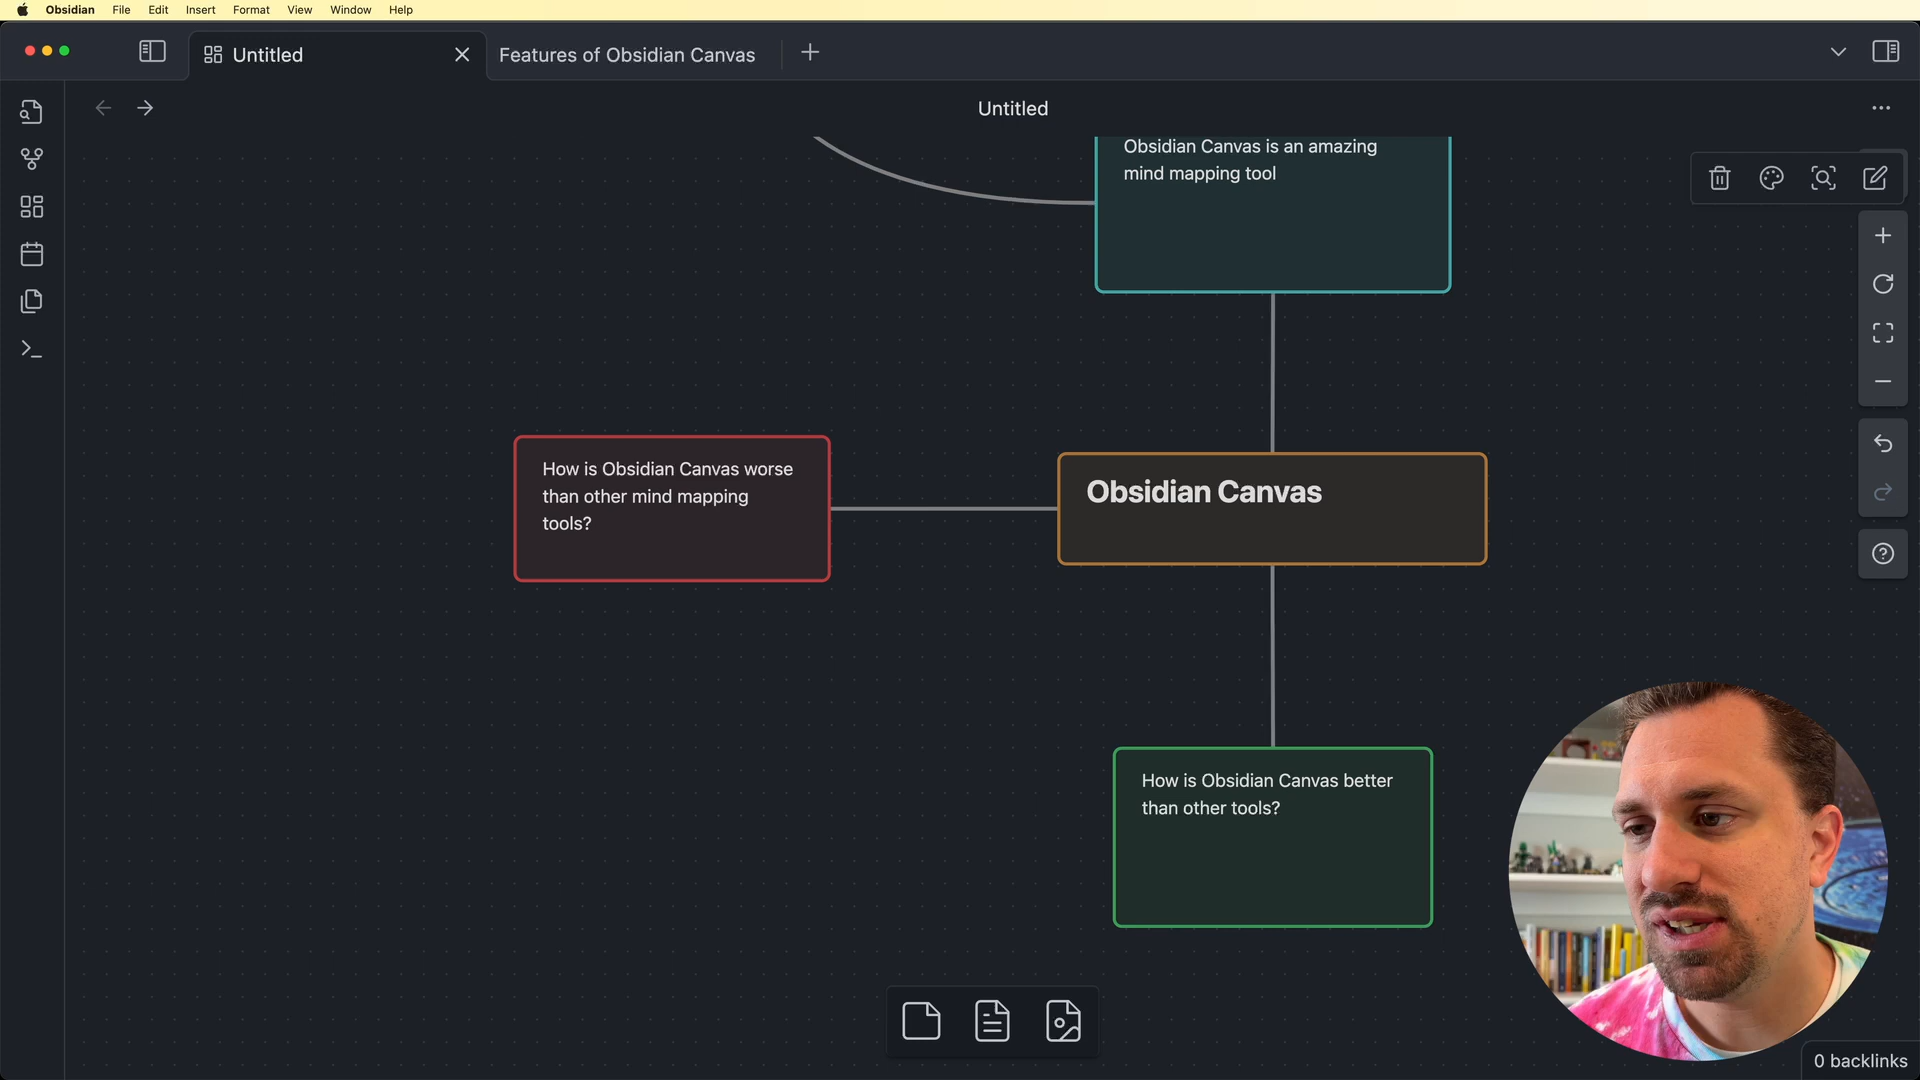 Obsidian File Edit Insert Format View Window Help
Untitled
Features of Obsidian Canvas
Untitled
Obsidian Canvas is an amazing
mind mapping tool
How is Obsidian Canvas worse
than other mind mapping
tools?
Obsidian Canvas
How is Obsidian Canvas better
than other tools?
0 backlinks